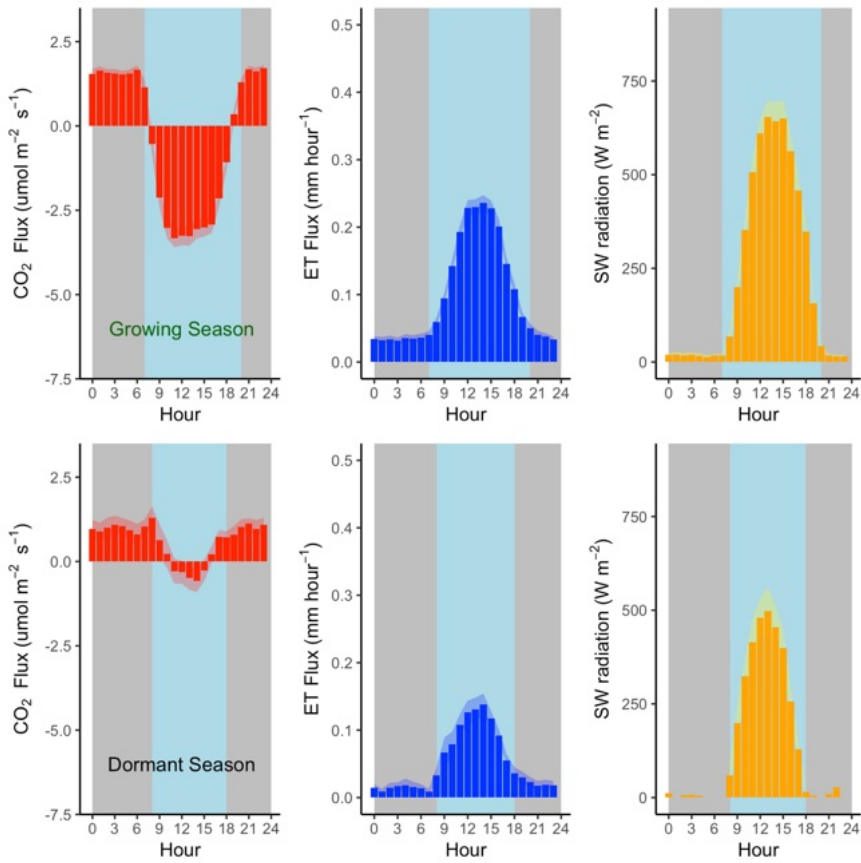 CO₂ Flux (umol m⁻² s⁻¹)
2.5
0.0
-2.5
-5.0
-7.5
Growing Season
0 3 6 9 12 15 18 21 24
Hour
ET Flux (mm hour⁻¹)
0.5
0.4
0.3
0.2
0.1
0.0
0 3 6 9 12 15 18 21 24
Hour
SW radiation (W m⁻²)
750
500
250
0
0 3 6 9 12 15 18 21 24
Hour
CO₂ Flux (umol m⁻² s⁻¹)
2.5
0.0
-2.5
-5.0
-7.5
Dormant Season
0 3 6 9 12 15 18 21 24
Hour
ET Flux (mm hour⁻¹)
0.5
0.4
0.3
0.2
0.1
0.0
0 3 6 9 12 15 18 21 24
Hour
SW radiation (W m⁻²)
750
500
250
0
0 3 6 9 12 15 18 21 24
Hour